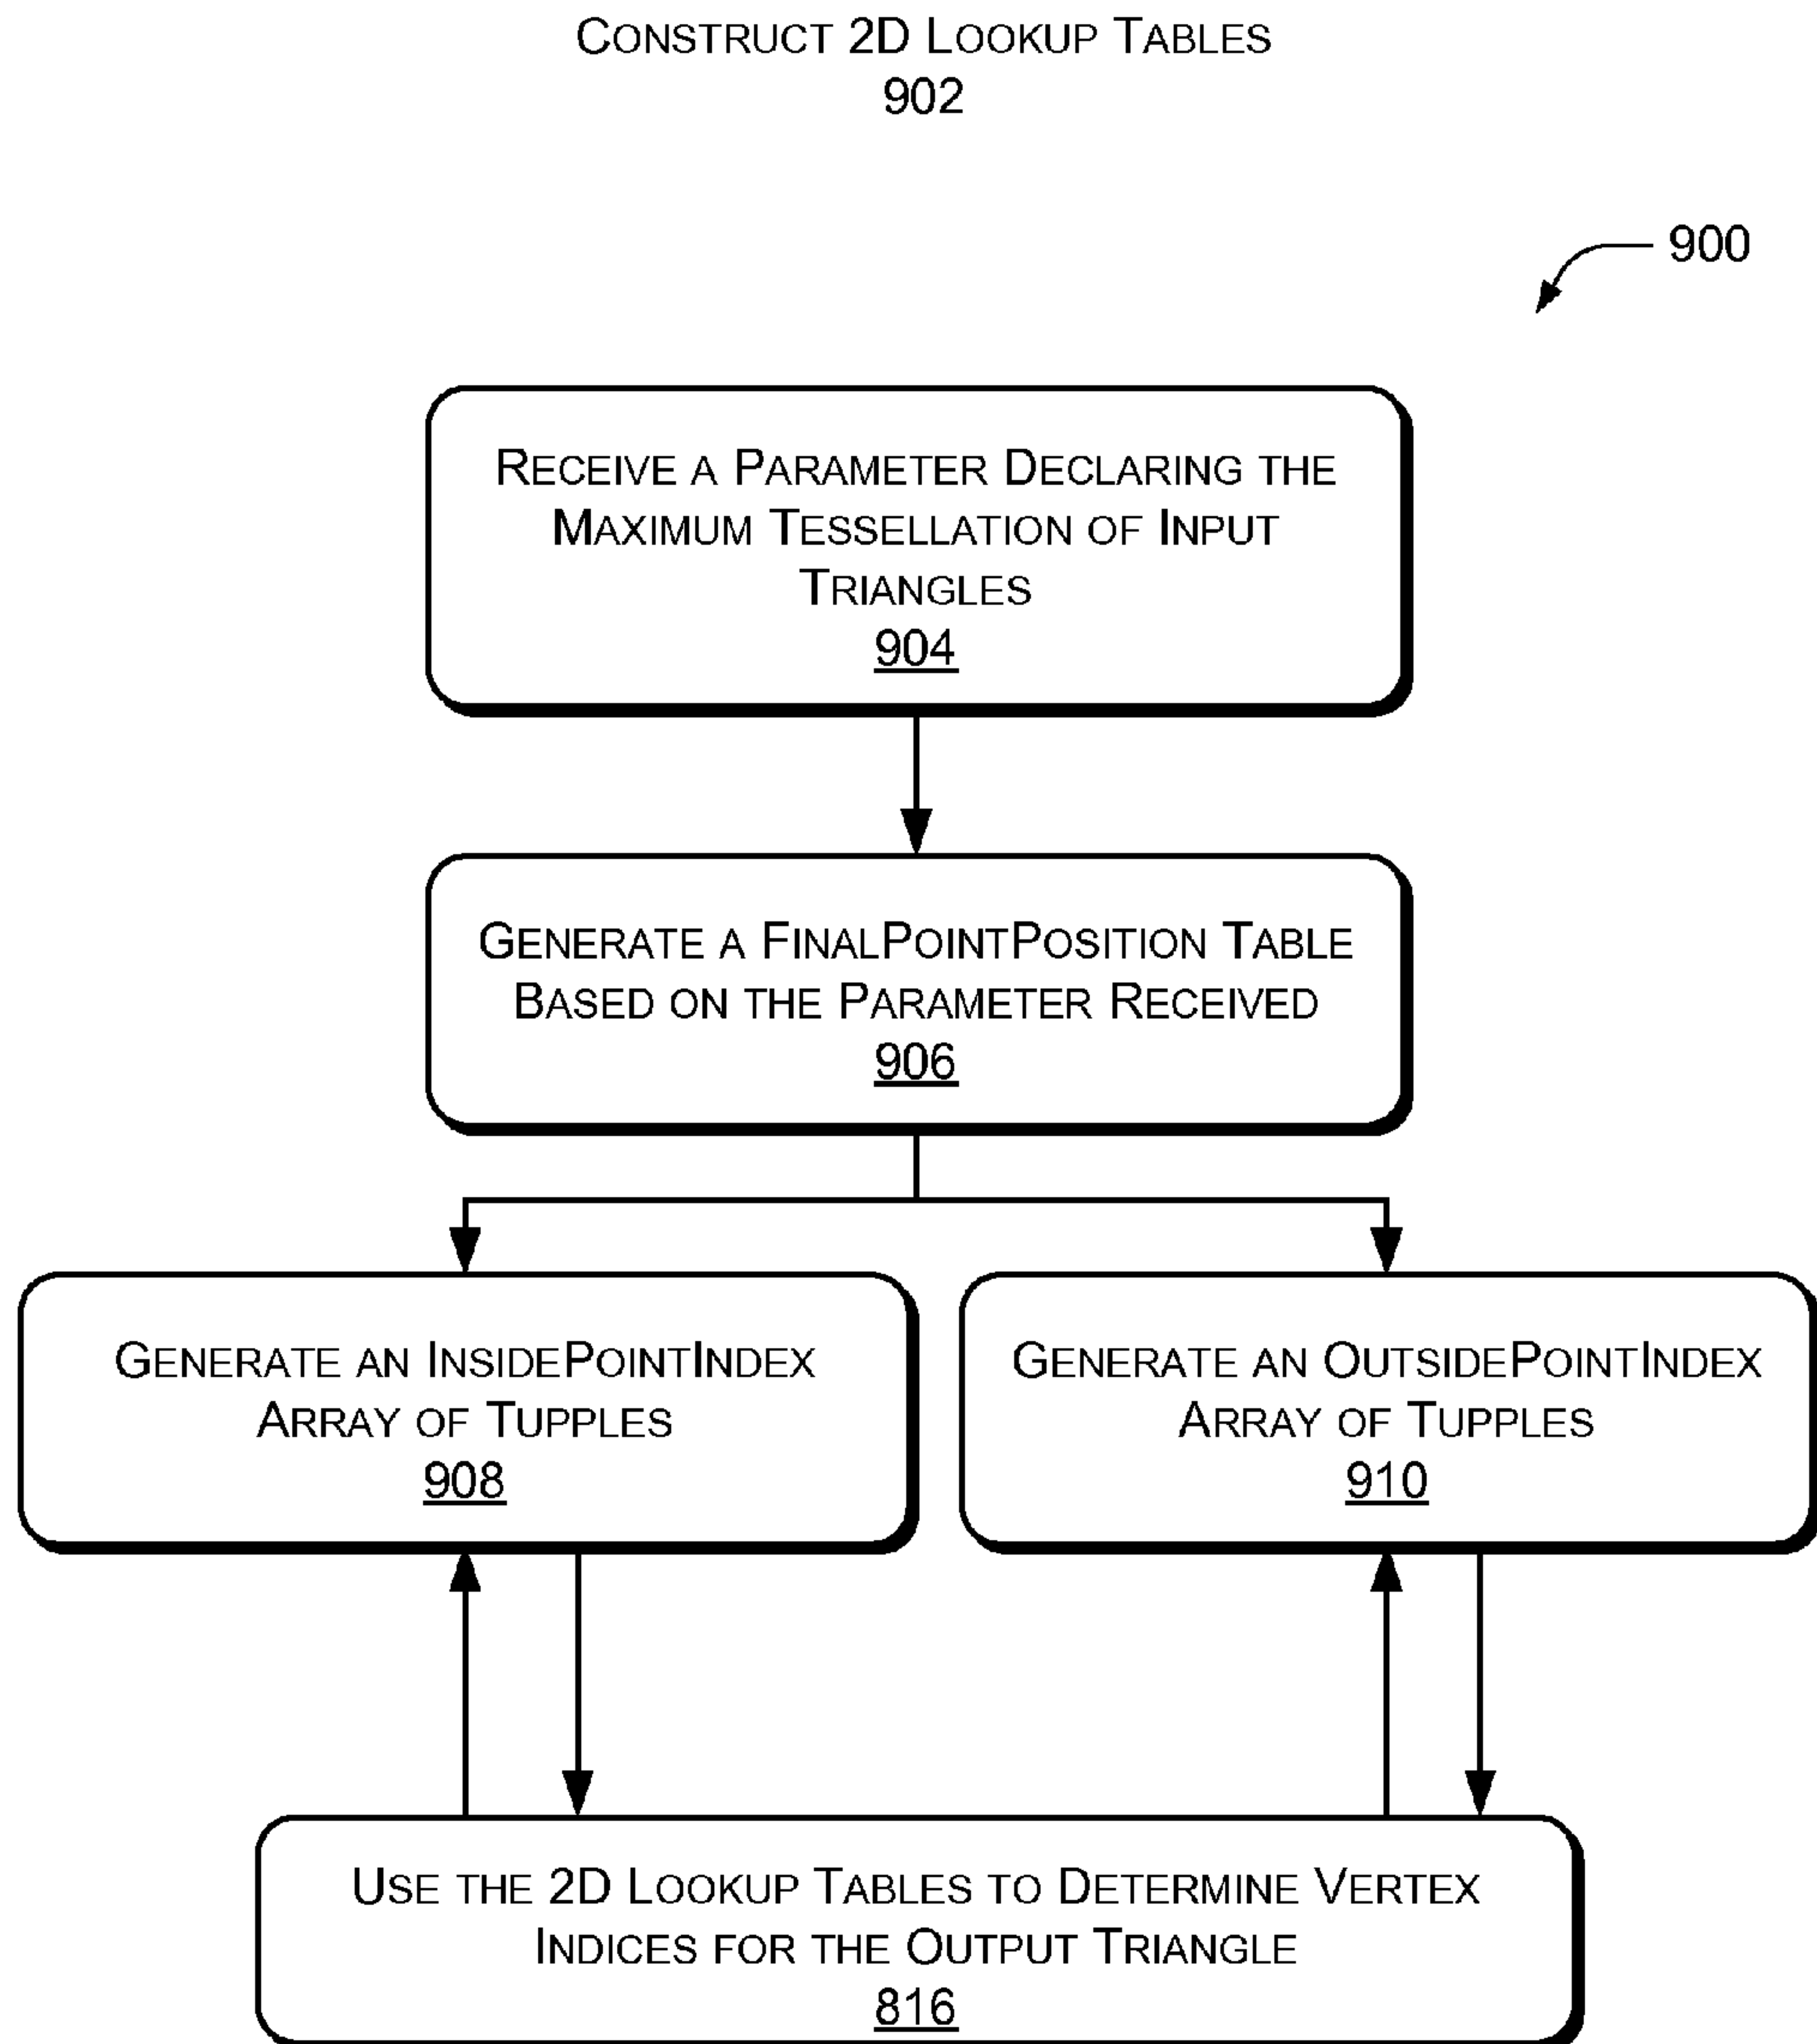 CONSTRUCT 2D LOOKUP TABLES
902
900
RECEIVE A PARAMETER DECLARING THE
MAXIMUM TESSELLATION OF INPUT
TRIANGLES
904
GENERATE A FINALPOINTPOSITION TABLE
BASED ON THE PARAMETER RECEIVED
906
GENERATE AN INSIDEPOINTINDEX
ARRAY OF TUPPLES
908
GENERATE AN OUTSIDEPOINTINDEX
ARRAY OF TUPPLES
910
USE THE 2D LOOKUP TABLES TO DETERMINE VERTEX
INDICES FOR THE OUTPUT TRIANGLE
816